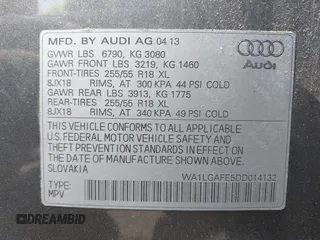 MFD. BY AUDI AG 04 13
GVWR LBS 6790, KG 3080
GAWR FRONT LBS 3219, KG 1460
FRONT-TIRES 255/55 R18 XL
8JX18 RIMS, AT 300 KPA 44 PSI COLD
GAWR REAR LBS 3913, KG 1775
REAR-TIRES 255/55 R18 XL
8JX18 RIMS, AT 340 KPA 49 PSI COLD
Audi
THIS VEHICLE CONFORMS TO ALL APPLICABLE
U.S. FEDERAL MOTOR VEHICLE SAFETY AND
THEFT PREVENTION STANDARDS IN EFFECT ON
THE DATE OF MANUFACTURE SHOWN ABOVE.
SLOVAKIA
WA1LGAFE5DD014132
TYPE:
MPV
DREAMBID